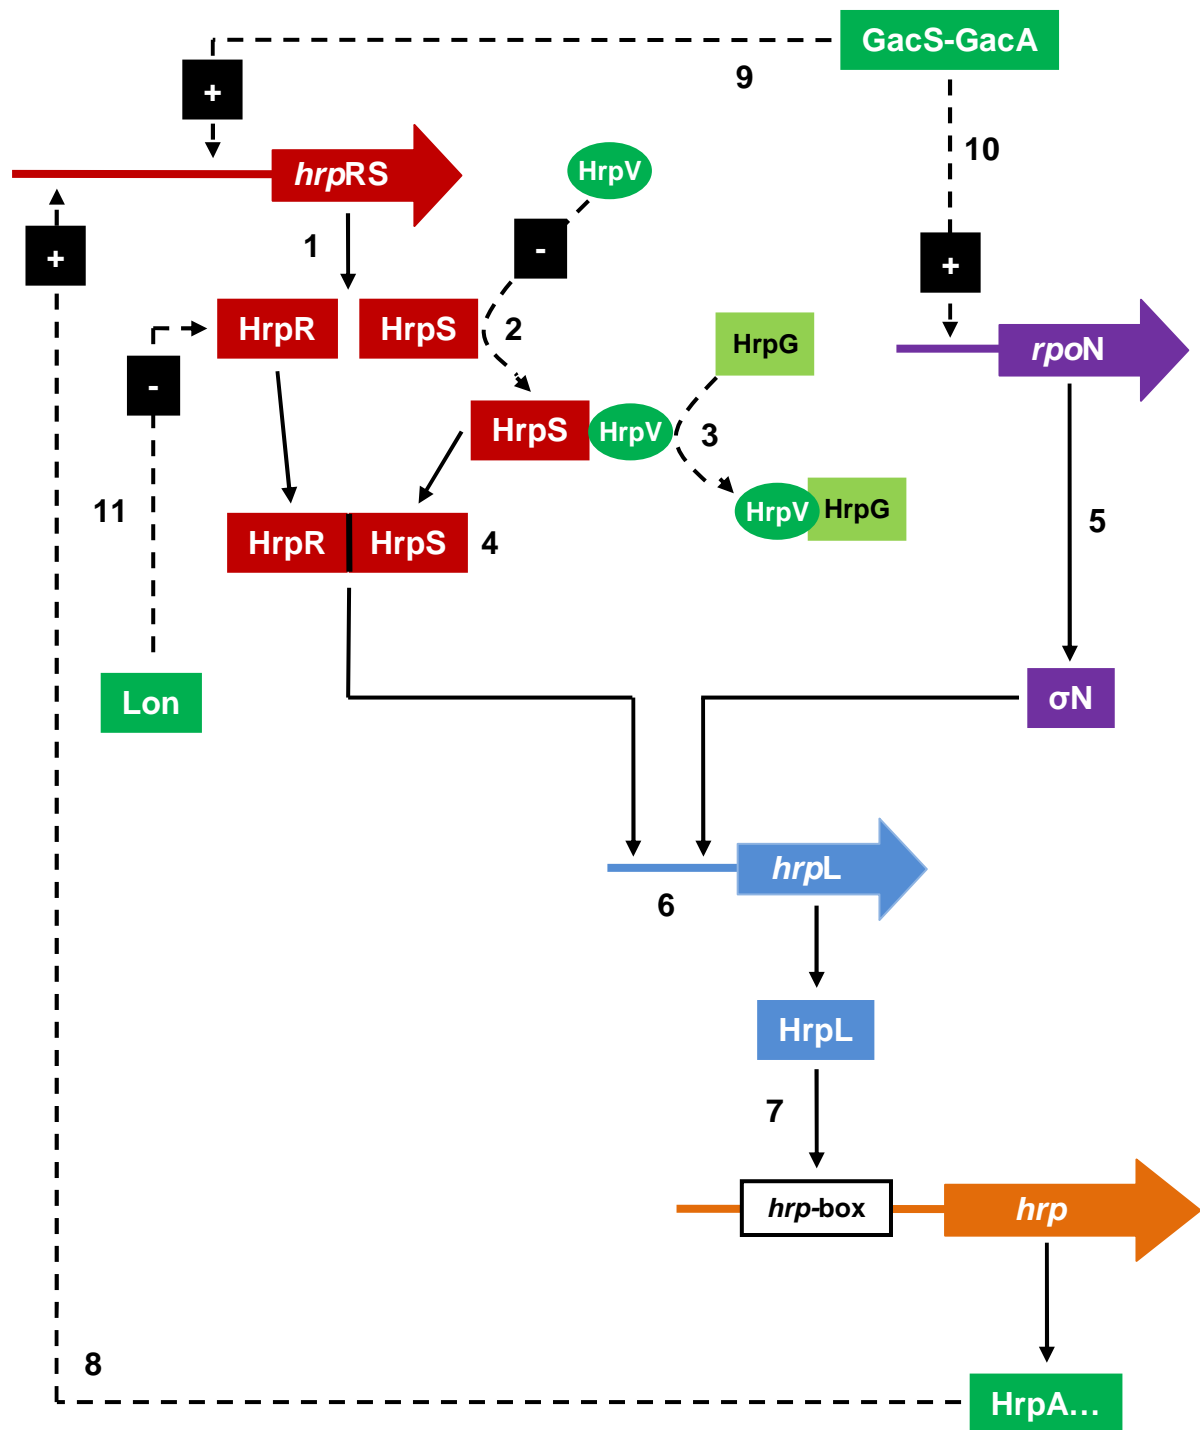 GacS-GacA
9
+
10
hrpRS
HrpV
1
-
+
+
HrpR
HrpS
2
HrpG
rpoN
-
HrpS
HrpV
3
11
HrpV
HrpG
5
HrpR
HrpS
4
Lon
σN
hrpL
6
HrpL
7
hrp-box
hrp
8
HrpA...